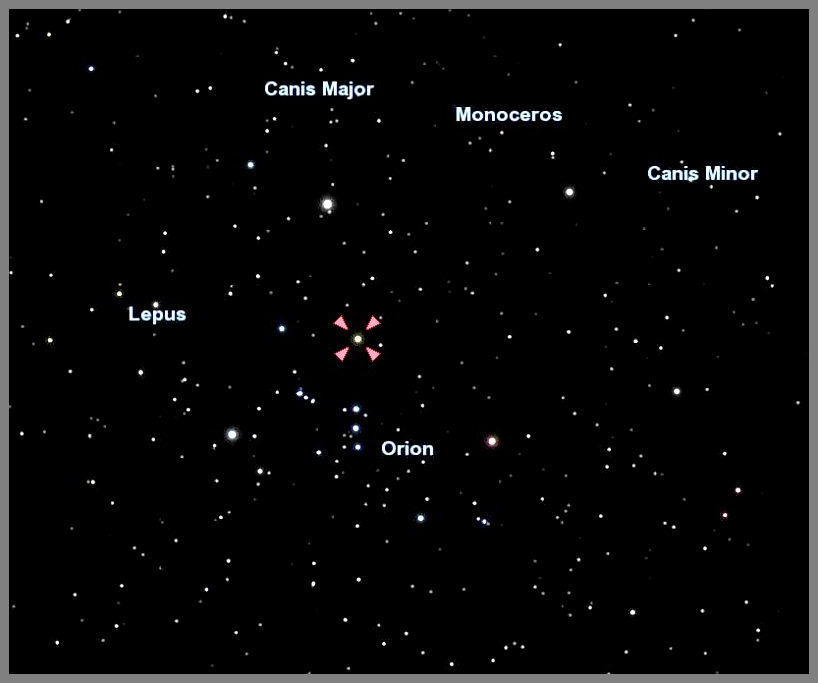 Canis Major
Monoceros
Canis Minor
Lepus
Orion